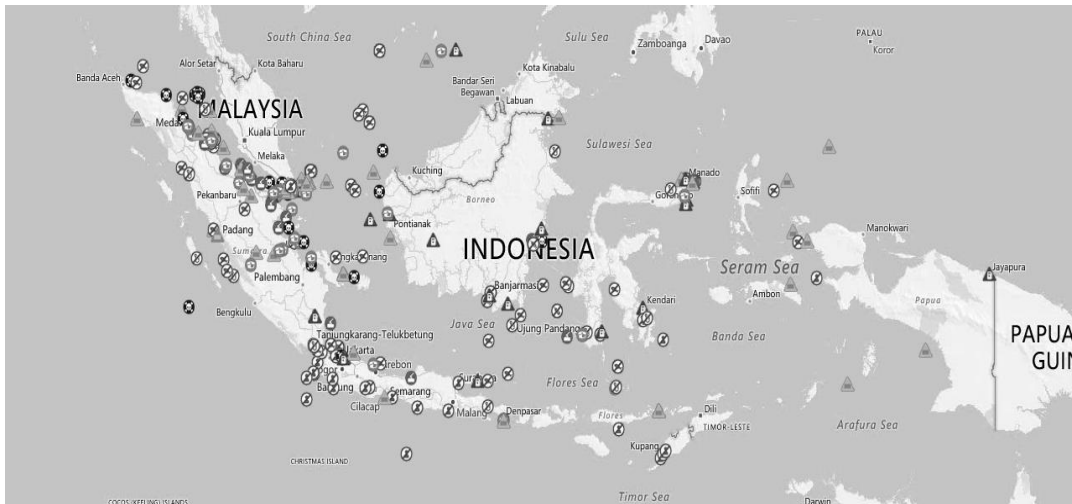 South China Sea
Sulu Sea
Zamboanga
Davao
PALAU
Koror
Alor Setar
Kota Baharu
Banda Aceh
Kota Kinabalu
Bandar Seri
Begawan
Labuan
MALAYSIA
Kuala Lumpur
Melaka
Sulawesi Sea
Manado
Kuching
Borneo
Sofifi
Pekanbaru
Pontianak
Manokwari
Padang
INDONESIA
Seram Sea
Jayapura
Palembang
Ambon
Papua
Bengkulu
Kendari
Java Sea
Tanjungkarang-Telukbetung
Ujung Pandang
Banda Sea
PAPUA
GUIN
Semarang
Flores Sea
Cilacap
Malang
Denpasar
Flores
Dili
TIMOR-LESTE
Arafura Sea
Kupang
CHRISTMAS ISLAND
Timor Sea
Darwin
COCOS (KEELING) ISLANDS